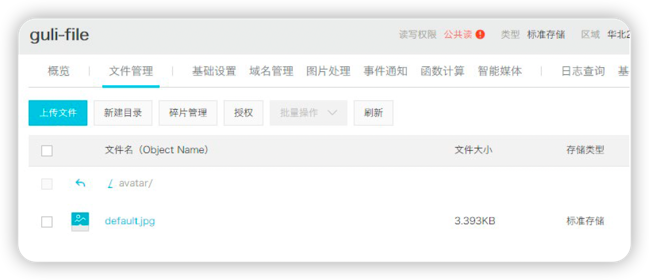 guli-file
读写权限 公共读 类型 标准存储 区域 华北2
概览 文件管理 基础设置 域名管理 图片处理 事件通知 函数计算 智能媒体 日志查询 基
上传文件 新建目录 碎片管理 授权 批量操作 刷新
文件名（Object Name） 文件大小 存储类型
/ avatar/
default.jpg 3.393KB 标准存储